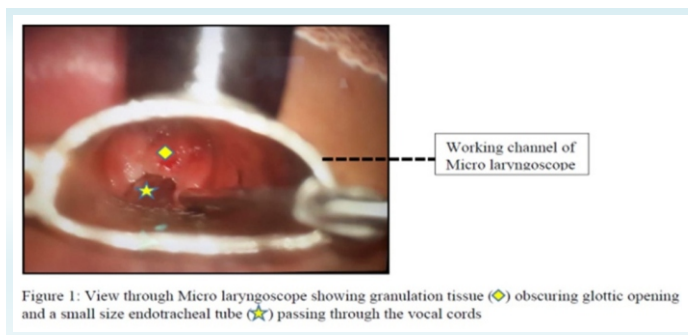 Working channel of
Micro laryngoscope
Figure 1: View through Micro laryngoscope showing granulation tissue (◆) obscuring glottic opening
and a small size endotracheal tube (★) passing through the vocal cords